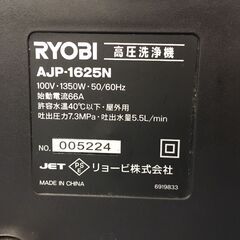 RYOBI 高圧洗浄機
AJP-1625N
100V・1350W・50/60Hz
始動電流66A
許容水温40℃以下・屋外用
吐出圧力7.3MPa・吐出水量5.5L/min
NO. 005224
JET PSE リョービ株式会社
MADE IN CHINA 6919833